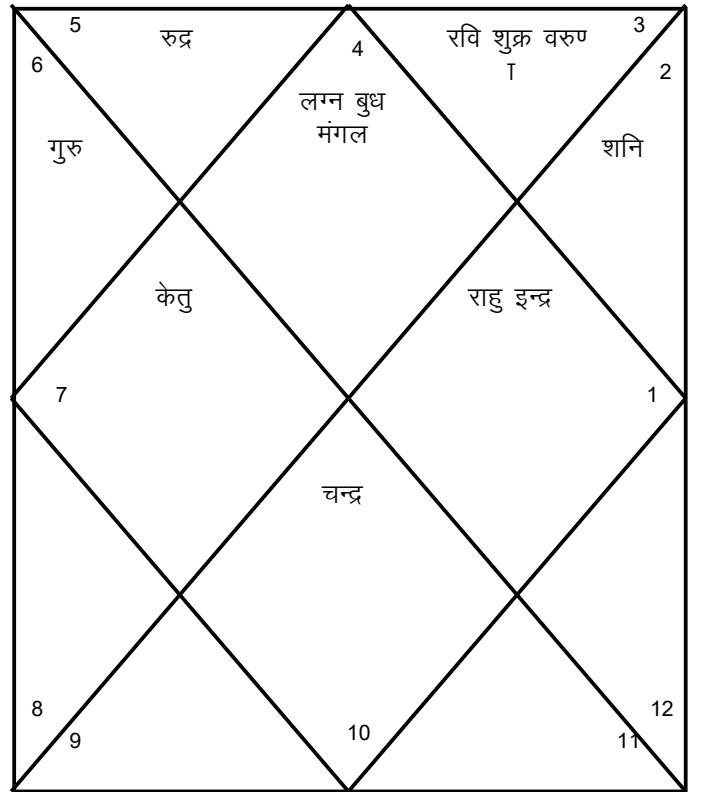 5
रुद्र
4
रवि शुक्र वरुण
ा
3
6
2
लग्न बुध
मंगल
गुरु
शनि
केतु
राहु इन्द्र
7
1
चन्द्र
8
9
10
11
12